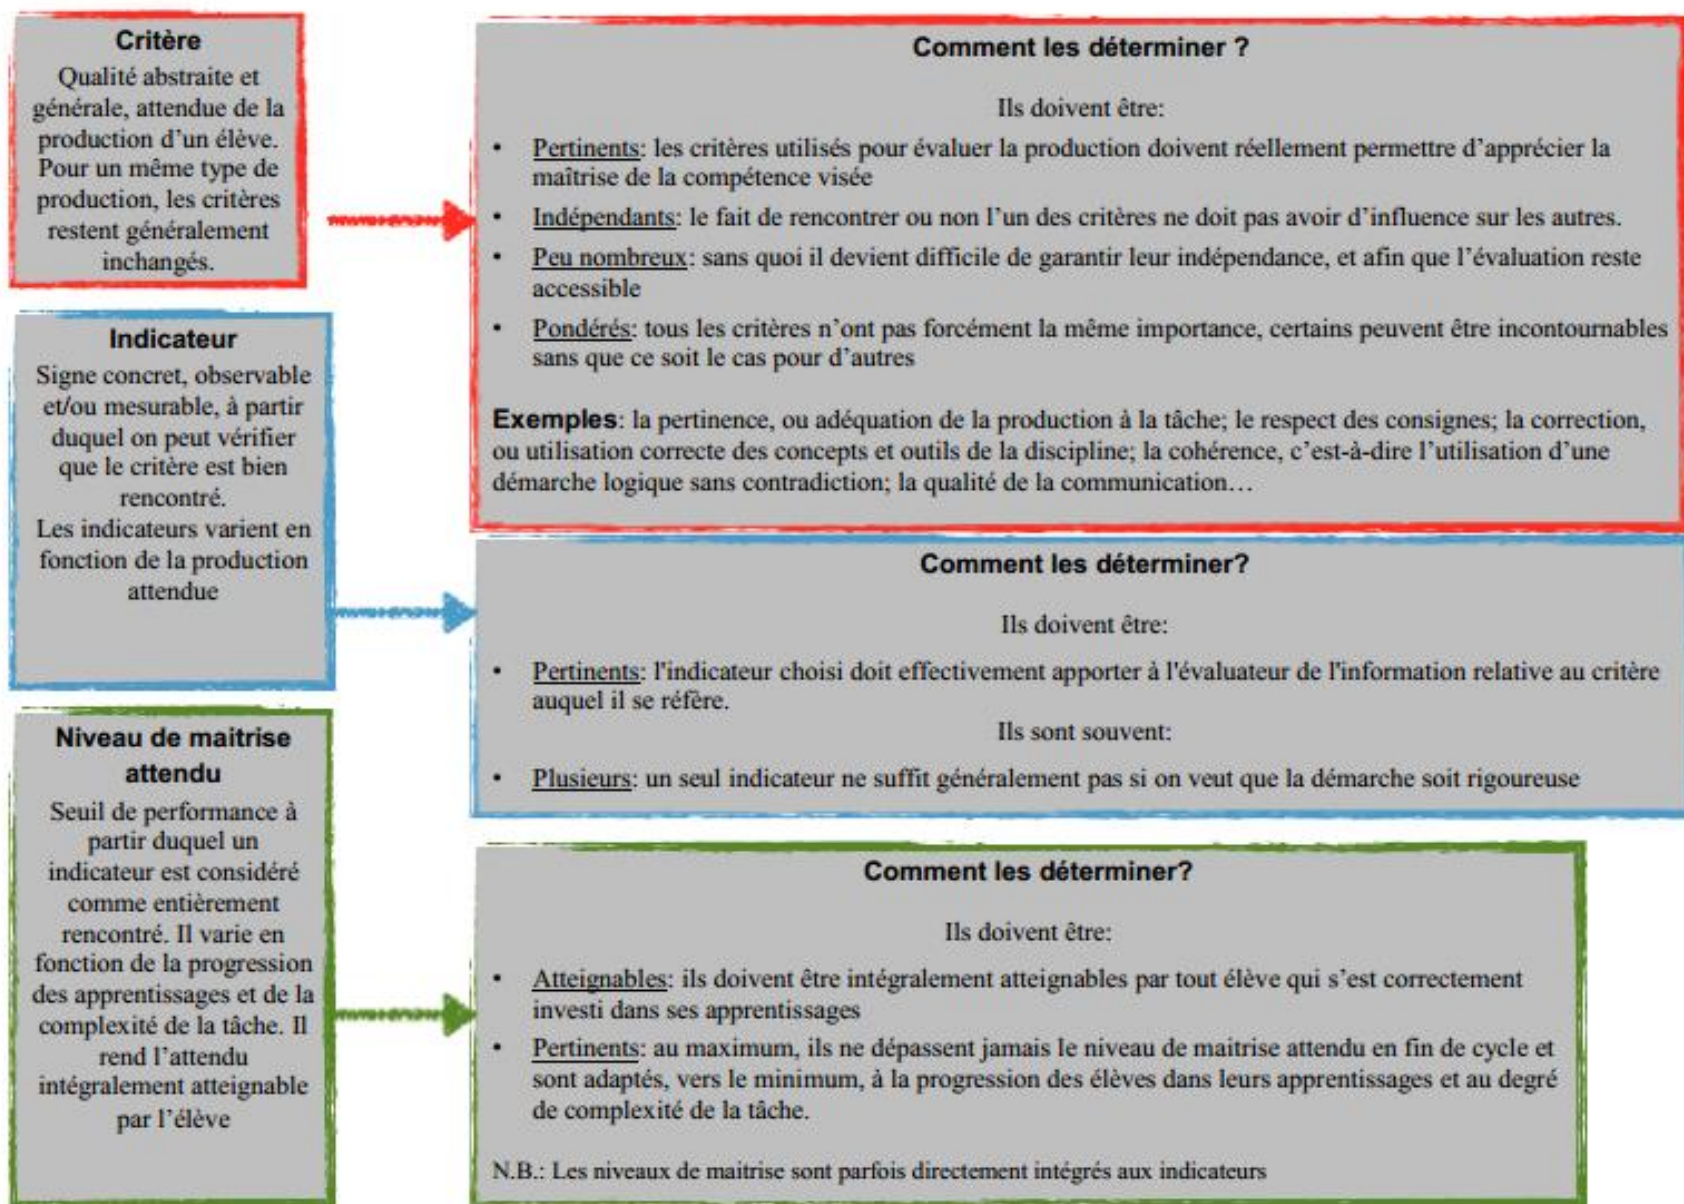 Critère
Qualité abstraite et
générale, attendue de la
production d'un élève.
Pour un même type de
production, les critères
restent généralement
inchangés.
Comment les déterminer ?
Ils doivent être:
• Pertinents: les critères utilisés pour évaluer la production doivent réellement permettre d'apprécier la
maîtrise de la compétence visée
• Indépendants: le fait de rencontrer ou non l'un des critères ne doit pas avoir d'influence sur les autres.
• Peu nombreux: sans quoi il devient difficile de garantir leur indépendance, et afin que l'évaluation reste
accessible
• Pondérés: tous les critères n'ont pas forcément la même importance, certains peuvent être incontournables
sans que ce soit le cas pour d'autres
Exemples: la pertinence, ou adéquation de la production à la tâche; le respect des consignes; la correction,
ou utilisation correcte des concepts et outils de la discipline; la cohérence, c'est-à-dire l'utilisation d'une
démarche logique sans contradiction; la qualité de la communication…
Indicateur
Signe concret, observable
et/ou mesurable, à partir
duquel on peut vérifier
que le critère est bien
rencontré.
Les indicateurs varient en
fonction de la production
attendue
Comment les déterminer?
Ils doivent être:
• Pertinents: l'indicateur choisi doit effectivement apporter à l'évaluateur de l'information relative au critère
auquel il se réfère.
Ils sont souvent:
• Plusieurs: un seul indicateur ne suffit généralement pas si on veut que la démarche soit rigoureuse
Niveau de maitrise
attendu
Seuil de performance à
partir duquel un
indicateur est considéré
comme entièrement
rencontré. Il varie en
fonction de la progression
des apprentissages et de la
complexité de la tâche. Il
rend l'attendu
intégralement atteignable
par l'élève
Comment les déterminer?
Ils doivent être:
• Atteignables: ils doivent être intégralement atteignables par tout élève qui s'est correctement
investi dans ses apprentissages
• Pertinents: au maximum, ils ne dépassent jamais le niveau de maitrise attendu en fin de cycle et
sont adaptés, vers le minimum, à la progression des élèves dans leurs apprentissages et au degré
de complexité de la tâche.
N.B.: Les niveaux de maitrise sont parfois directement intégrés aux indicateurs